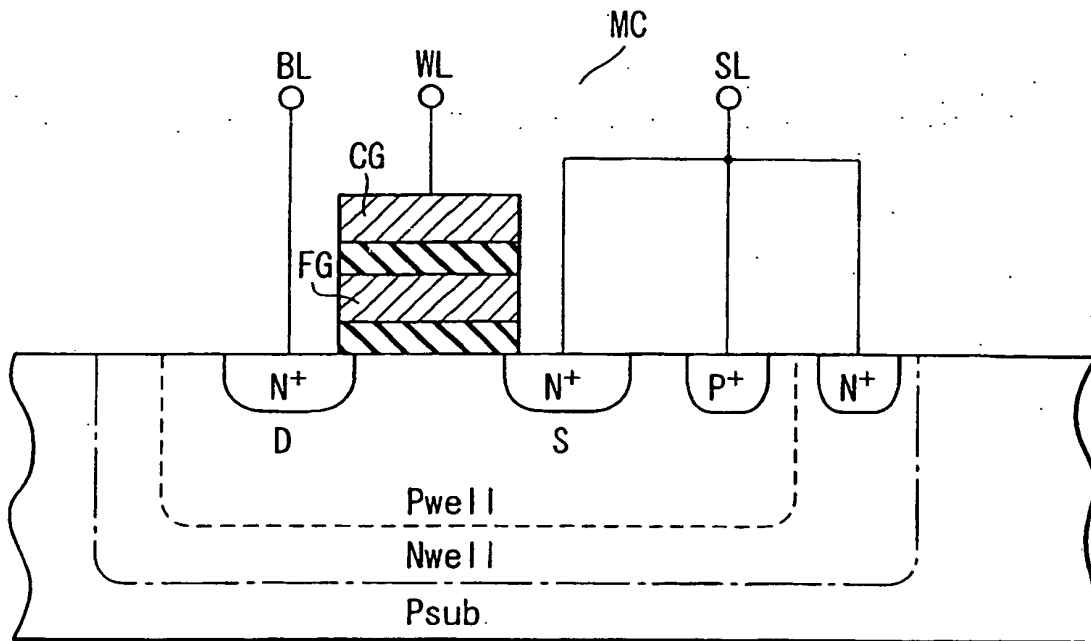 MC
BL WL SL
CG
FG
N+ N+ P+ N+
D S
Pwell
Nwell
Psub